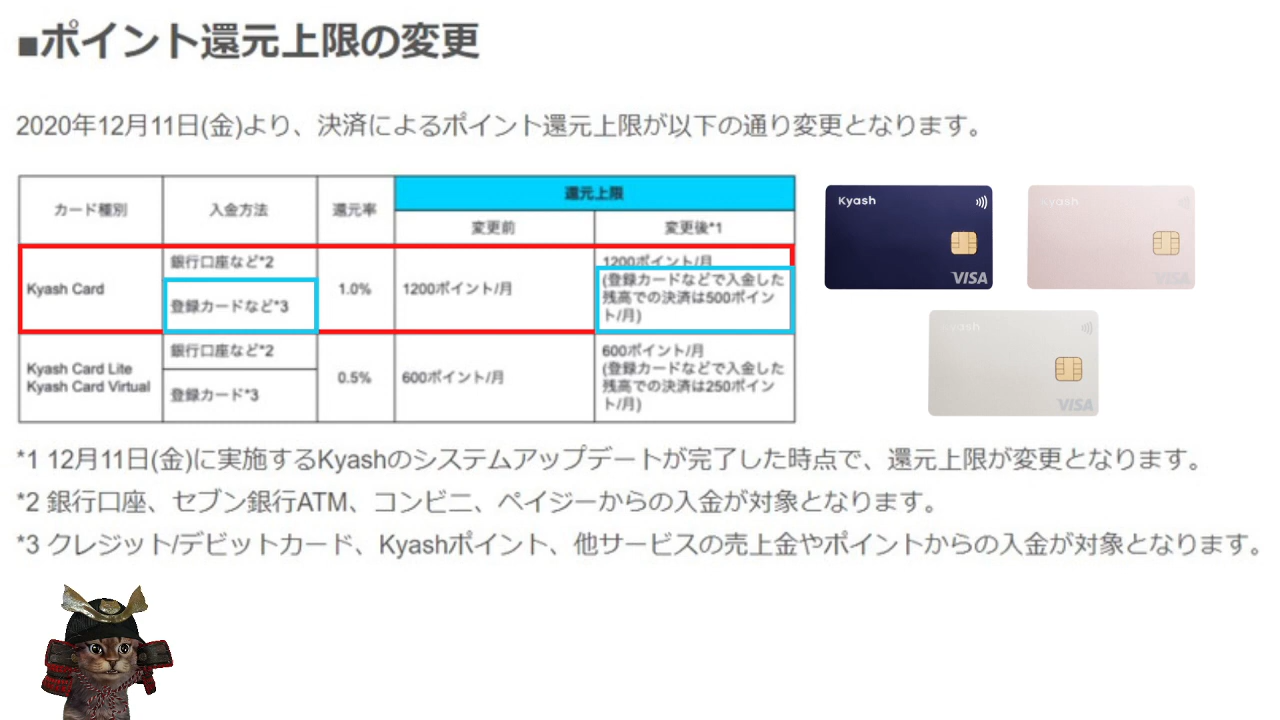 ■ポイント還元上限の変更
2020年12月11日(金)より、決済によるポイント還元上限が以下の通り変更となります。
カード種別
入金方法
還元率
還元上限
変更前
変更後*1
Kyash Card
銀行口座など*2
登録カードなど*3
1.0%
1200ポイント/月
1200ポイント/月
(登録カードなどで入金した
残高での決済は500ポイン
ト/月)
Kyash Card Lite
Kyash Card Virtual
銀行口座など*2
登録カード*3
0.5%
600ポイント/月
600ポイント/月
(登録カードなどで入金した
残高での決済は250ポイン
ト/月)
Kyash
VISA
Kyash
VISA
Kyash
VISA
*1 12月11日(金)に実施するKyashのシステムアップデートが完了した時点で、還元上限が変更となります。
*2 銀行口座、セブン銀行ATM、コンビニ、ペイジーからの入金が対象となります。
*3 クレジット/デビットカード、Kyashポイント、他サービスの売上金やポイントからの入金が対象となります。